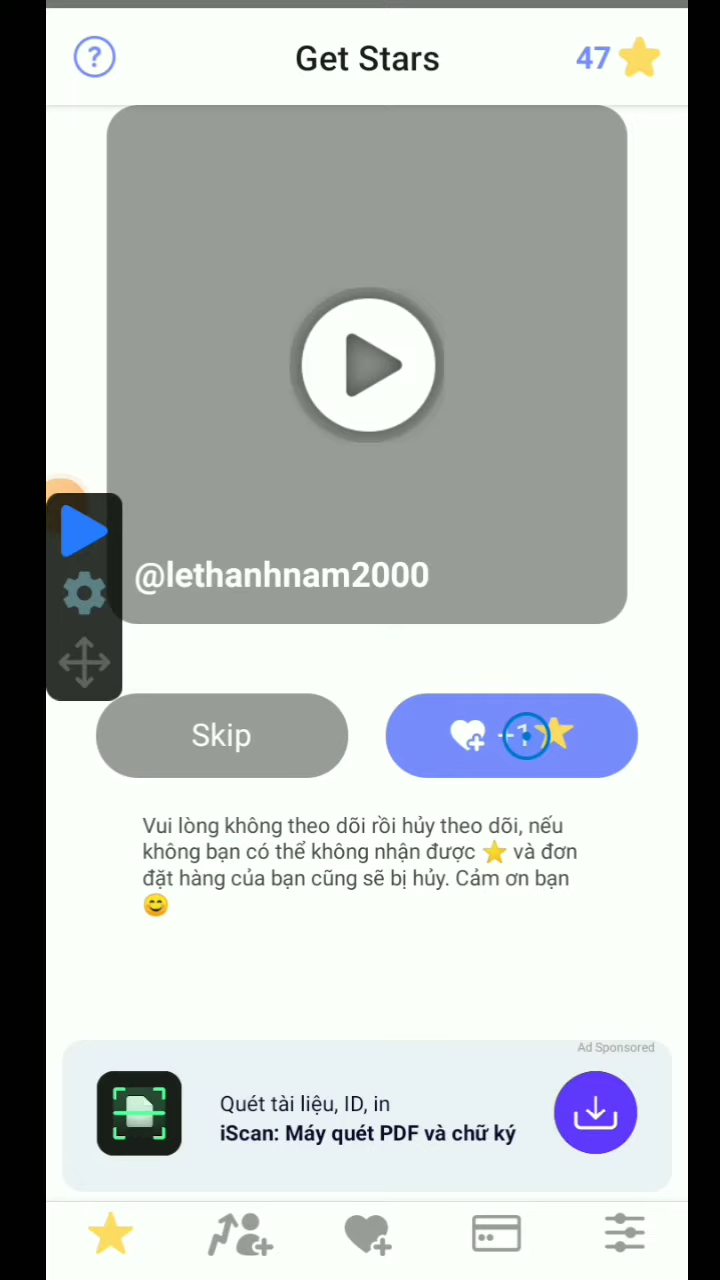 ?
Get Stars
47
@lethanhnam2000
Skip
+1
Vui lòng không theo dõi rồi hủy theo dõi, nếu
không bạn có thể không nhận được ⭐ và đơn
đặt hàng của bạn cũng sẽ bị hủy. Cảm ơn bạn
😊
Ad Sponsored
Quét tài liệu, ID, in
iScan: Máy quét PDF và chữ ký